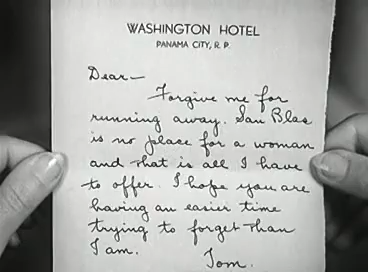 WASHINGTON HOTEL
PANAMA CITY, R. P.
Dear—
Forgive me for
running away. San Blas
is no place for a woman
and that is all I have
to offer. I hope you are
having an easier time
trying to forget than
I am.
Tom.